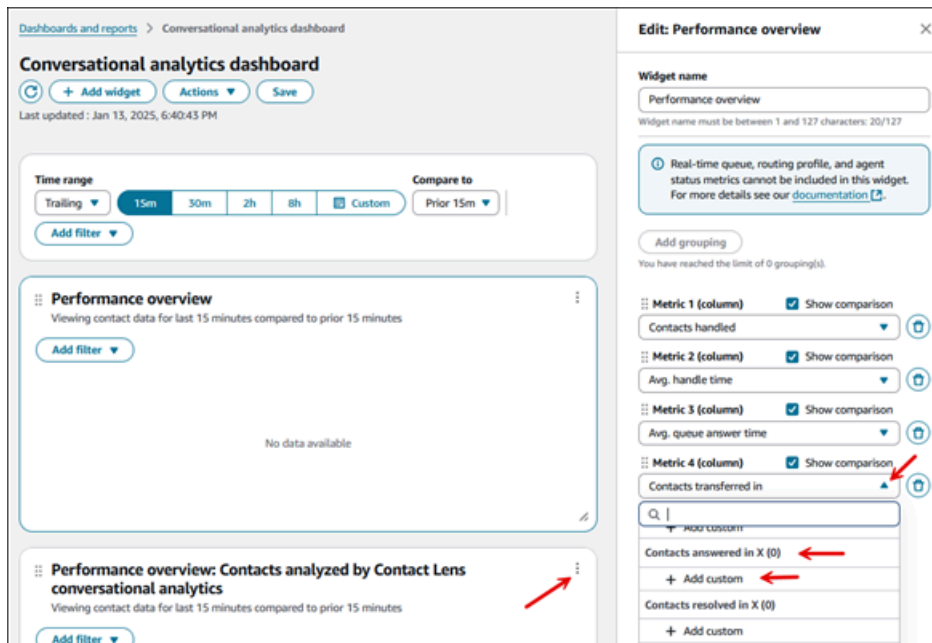 Dashboards and reports > Conversational analytics dashboard
Conversational analytics dashboard
+ Add widget
Actions
Save
Last updated : Jan 13, 2025, 6:40:43 PM
Time range
Compare to
Trailing
15m
30m
2h
8h
Custom
Prior 15m
Add filter
Performance overview
Viewing contact data for last 15 minutes compared to prior 15 minutes
Add filter
No data available
Performance overview: Contacts analyzed by Contact Lens
conversational analytics
Viewing contact data for last 15 minutes compared to prior 15 minutes
Add filter
Edit: Performance overview
Widget name
Performance overview
Widget name must be between 1 and 127 characters: 20/127
Real-time queue, routing profile, and agent
status metrics cannot be included in this widget.
For more details see our documentation.
Add grouping
You have reached the limit of 0 grouping(s).
Metric 1 (column)
Show comparison
Contacts handled
Metric 2 (column)
Show comparison
Avg. handle time
Metric 3 (column)
Show comparison
Avg. queue answer time
Metric 4 (column)
Show comparison
Contacts transferred in
+ Add custom
Contacts answered in X (0)
+ Add custom
Contacts resolved in X (0)
+ Add custom